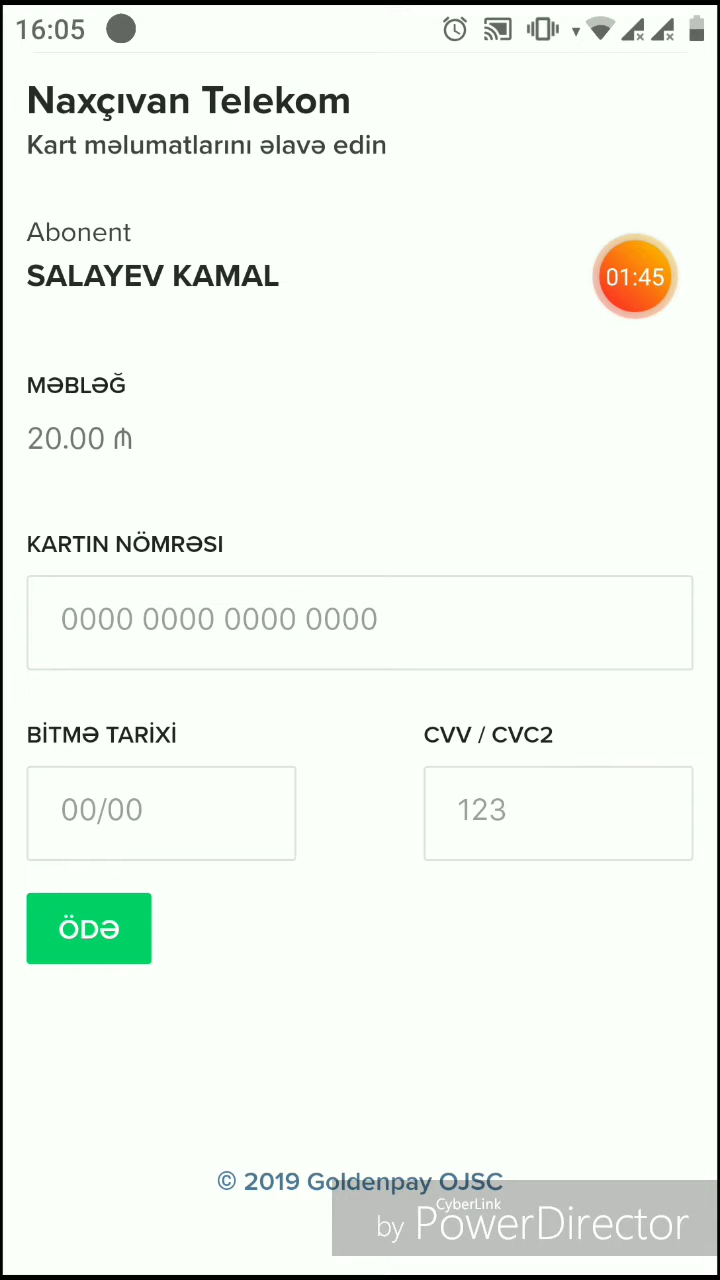 16:05
Naxçıvan Telekom
Kart məlumatlarını əlavə edin
Abonent
SALAYEV KAMAL
01:45
MƏBLƏĞ
20.00 ₼
KARTIN NÖMRƏSI
0000 0000 0000 0000
BİTMƏ TARİXİ
CVV / CVC2
00/00
123
ÖDƏ
© 2019 Goldenpay OJSC
CyberLink
by PowerDirector